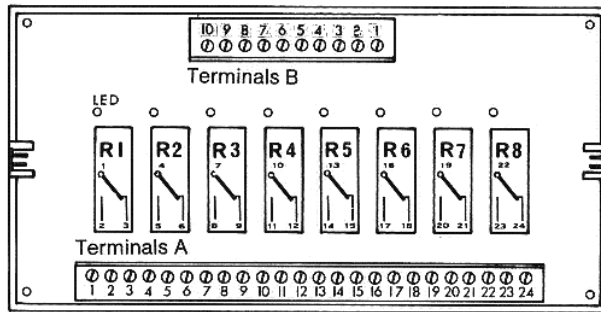 10 9 8 7 6 5 4 3 2 1
Terminals B
LED
R1 R2 R3 R4 R5 R6 R7 R8
1 4 7 10 13 16 19 22
2 3 5 6 8 9 11 12 14 15 17 18 20 21 23 24
Terminals A
1 2 3 4 5 6 7 8 9 10 11 12 13 14 15 16 17 18 19 20 21 22 23 24